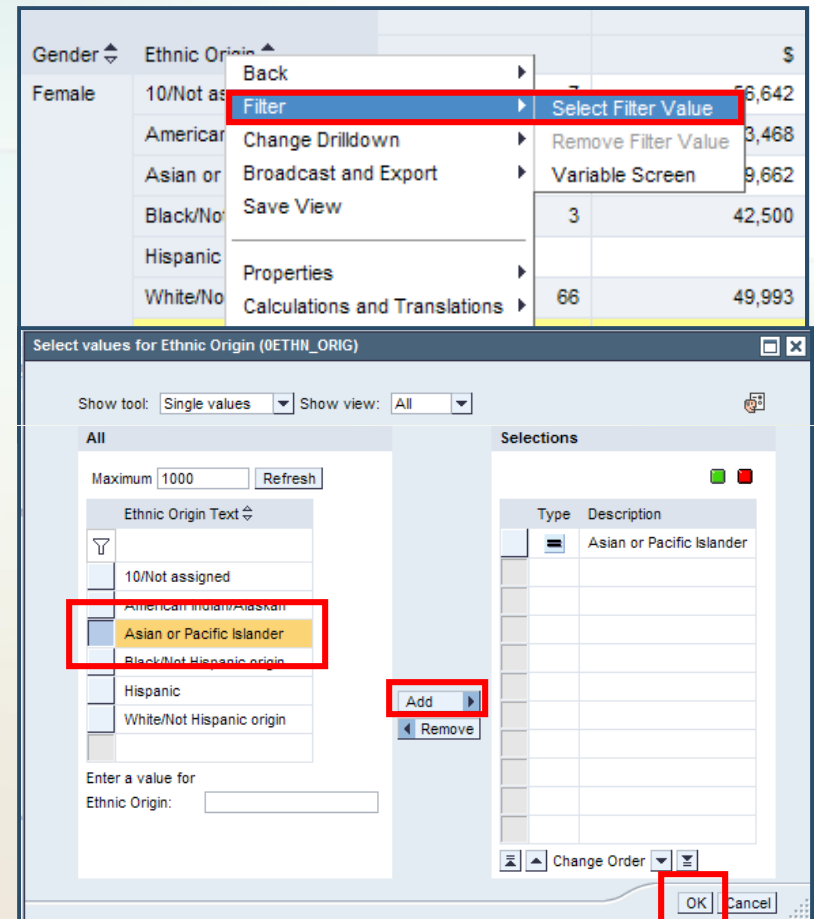 Gender Ethnic Origin $
Back
Female 10/Not as 7 56,642
Filter Select Filter Value
American Change Drilldown Remove Filter Value 3,468
Asian or Broadcast and Export Variable Screen 9,662
Black/Not Save View 3 42,500
Hispanic
Properties
White/No Calculations and Translations 66 49,993
Select values for Ethnic Origin (0ETHN_ORIG)
Show tool: Single values Show view: All
All Selections
Maximum 1000 Refresh
Ethnic Origin Text Type Description
= Asian or Pacific Islander
10/Not assigned
American Indian/Alaskan
Asian or Pacific Islander
Black/Not Hispanic origin
Hispanic
Add
White/Not Hispanic origin
Remove
Enter a value for
Ethnic Origin:
Change Order
OK Cancel